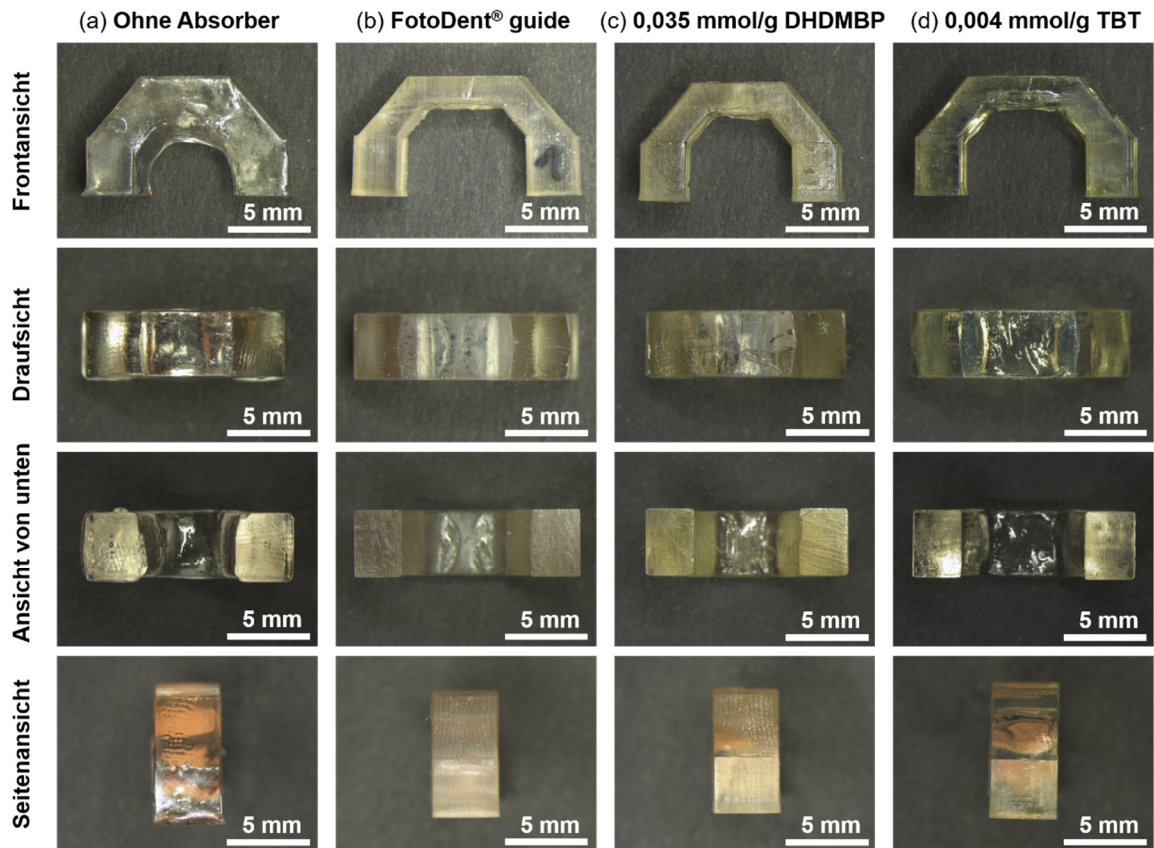 (a) Ohne Absorber
(b) FotoDent® guide
(c) 0,035 mmol/g DHDMBP
(d) 0,004 mmol/g TBT
Frontansicht
5 mm
5 mm
5 mm
5 mm
Draufsicht
5 mm
5 mm
5 mm
5 mm
Ansicht von unten
5 mm
5 mm
5 mm
5 mm
Seitenansicht
5 mm
5 mm
5 mm
5 mm